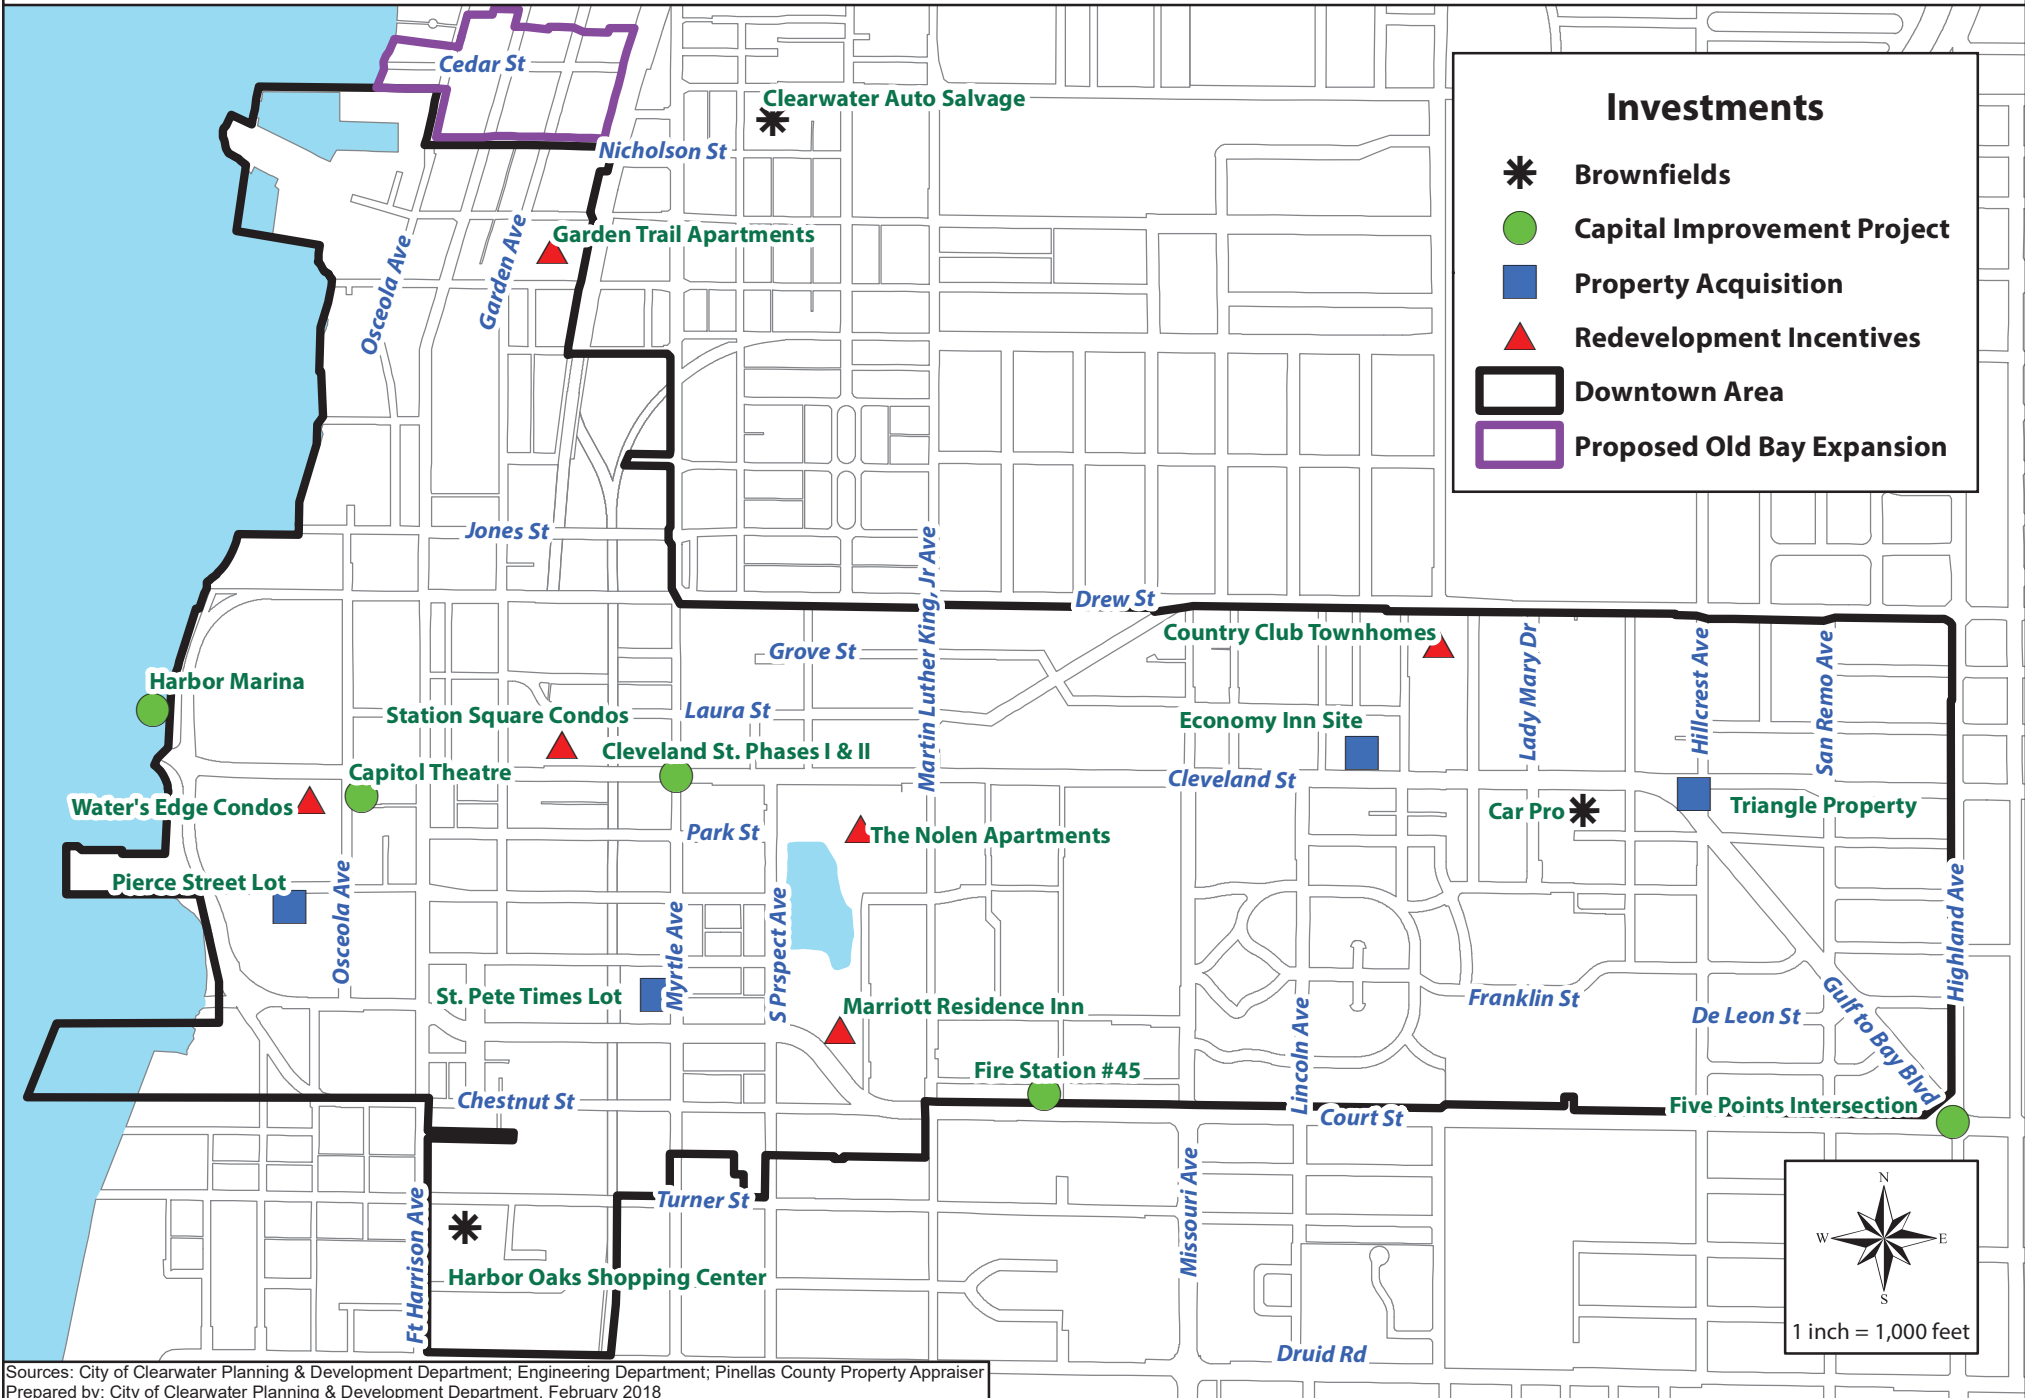 Cedar St
Clearwater Auto Salvage
Nicholson St
Investments
Brownfields
Capital Improvement Project
Property Acquisition
Redevelopment Incentives
Downtown Area
Proposed Old Bay Expansion
Garden Trail Apartments
Osceola Ave
Garden Ave
Jones St
Martin Luther King, Jr Ave
Drew St
Country Club Townhomes
Grove St
Lady Mary Dr
Hillcrest Ave
San Remo Ave
Harbor Marina
Station Square Condos
Laura St
Economy Inn Site
Cleveland St. Phases I & II
Capitol Theatre
Cleveland St
Water's Edge Condos
Car Pro
Triangle Property
Park St
The Nolen Apartments
Pierce Street Lot
Osceola Ave
Myrtle Ave
S Prspect Ave
Highland Ave
St. Pete Times Lot
Marriott Residence Inn
Franklin St
De Leon St
Gulf to Bay Blvd
Lincoln Ave
Fire Station #45
Chestnut St
Court St
Five Points Intersection
Missouri Ave
Turner St
Ft Harrison Ave
Harbor Oaks Shopping Center
Druid Rd
N
W E
S
1 inch = 1,000 feet
Sources: City of Clearwater Planning & Development Department; Engineering Department; Pinellas County Property Appraiser
Prepared by: City of Clearwater Planning & Development Department, February 2018